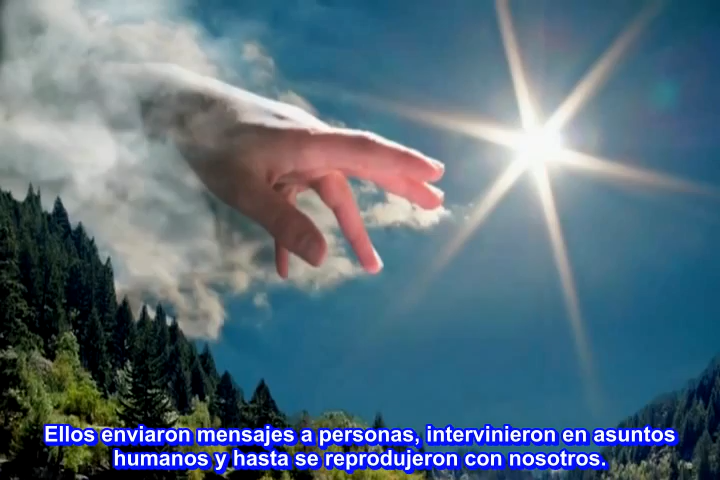 Ellos enviaron mensajes a personas, intervinieron en asuntos
humanos y hasta se reprodujeron con nosotros.